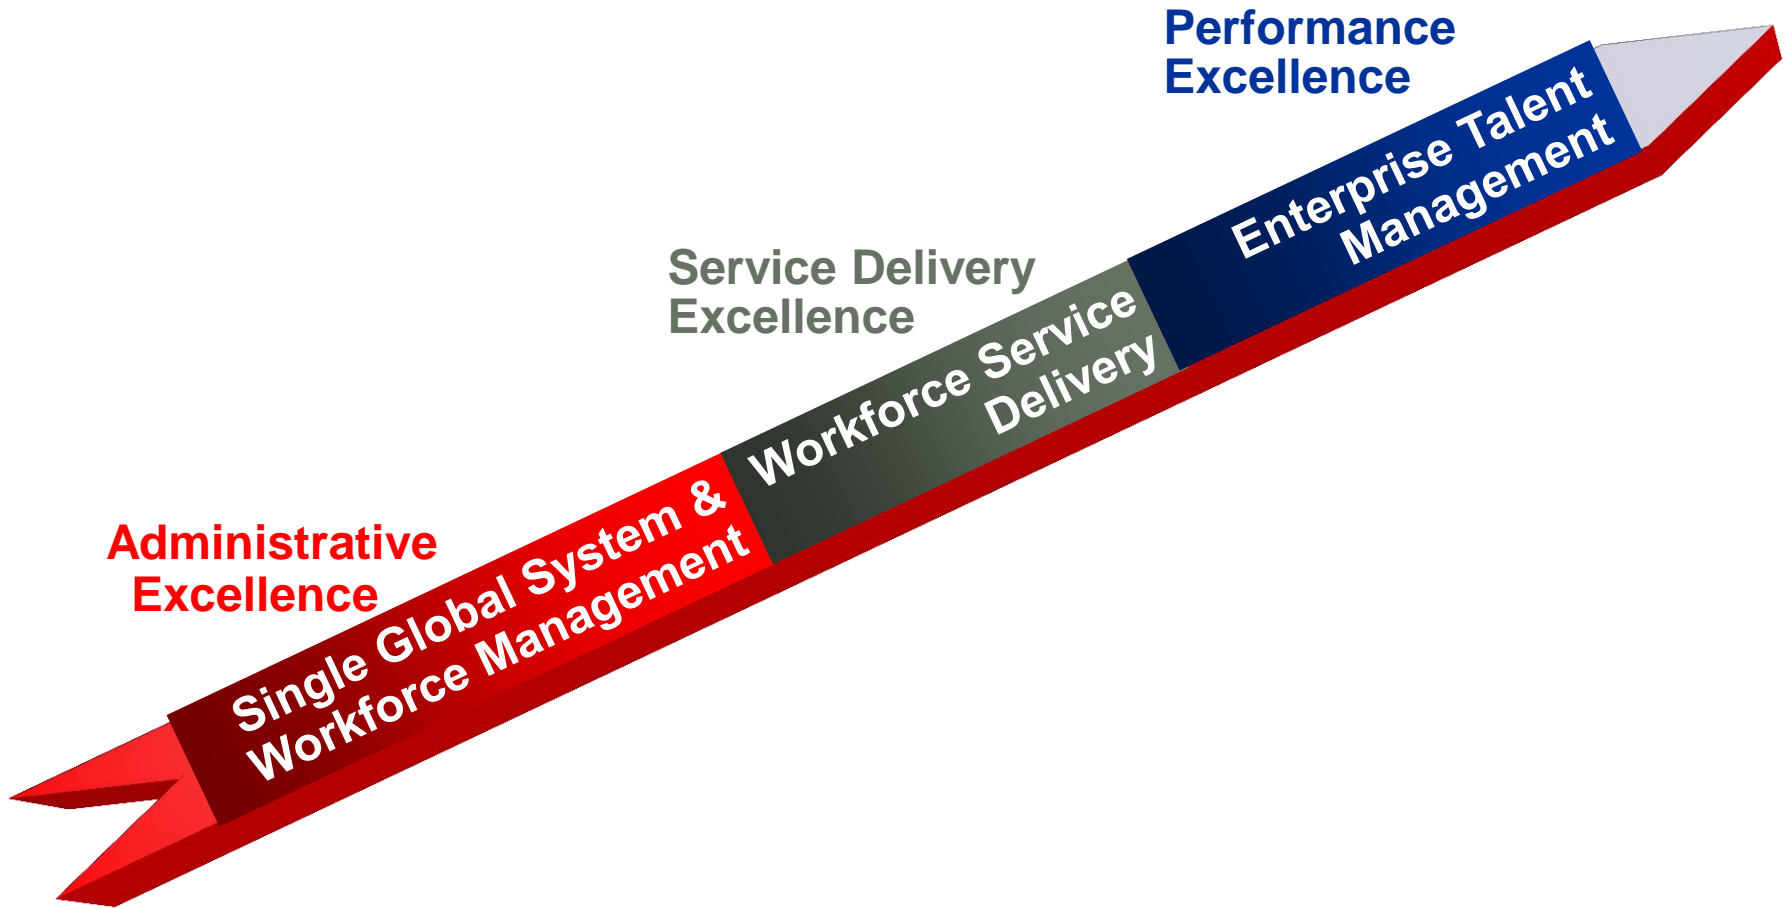 Performance
Excellence
Enterprise Talent
Management
Service Delivery
Excellence
Workforce Service
Delivery
Administrative
Excellence
Single Global System &
Workforce Management